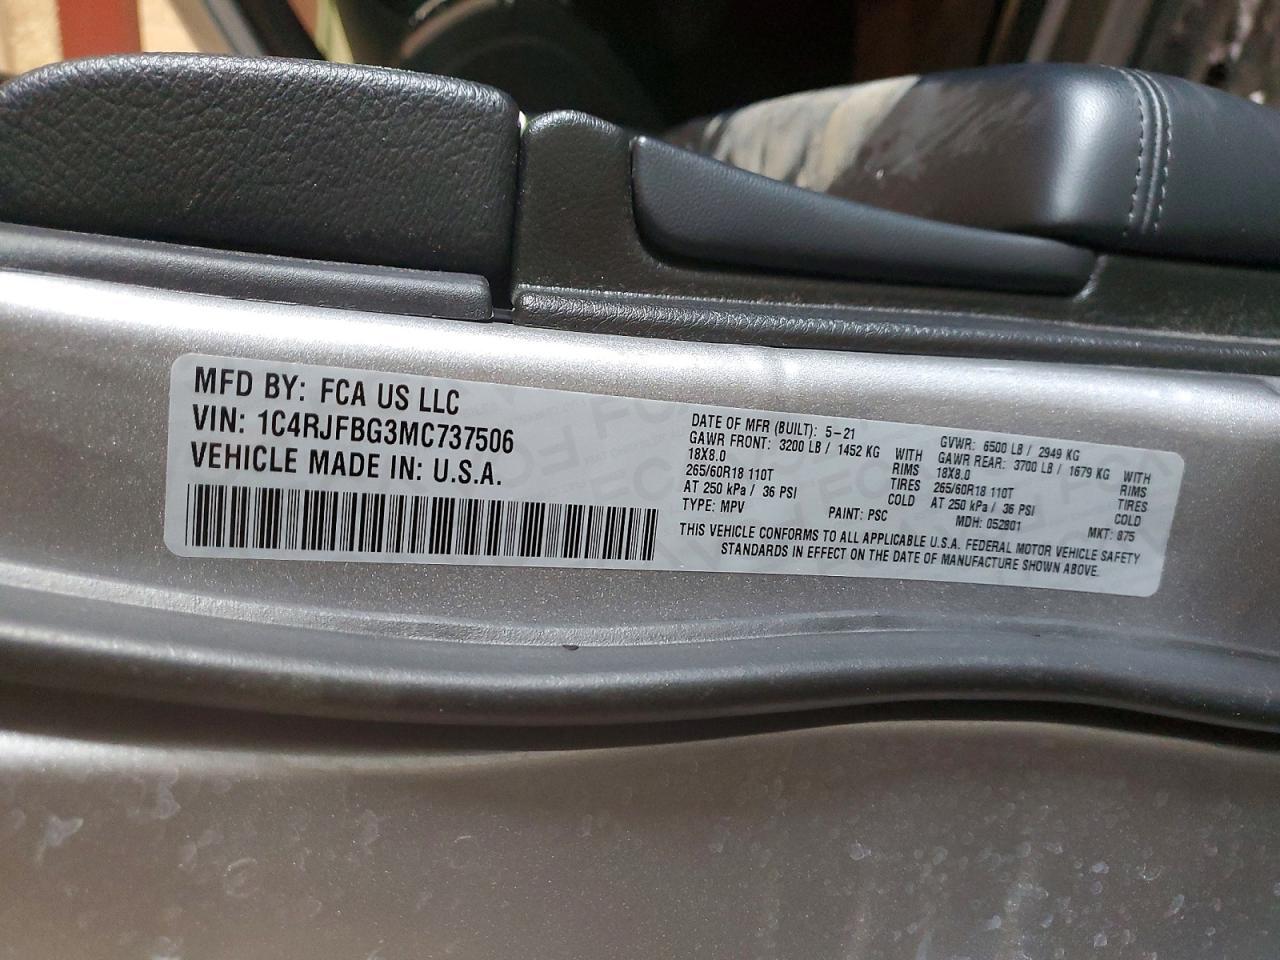 MFD BY: FCA US LLC
VIN: 1C4RJFBG3MC737506
VEHICLE MADE IN: U.S.A.
DATE OF MFR (BUILT): 5-21
GAWR FRONT: 3200 LB / 1452 KG WITH
18X8.0 RIMS
265/60R18 110T TIRES
AT 250 kPa / 36 PSI COLD
TYPE: MPV
PAINT: PSC
GVWR: 6500 LB / 2949 KG
GAWR REAR: 3700 LB / 1679 KG WITH
18X8.0 RIMS
265/60R18 110T TIRES
AT 250 kPa / 36 PSI COLD
MDH: 052801
MKT: 875
THIS VEHICLE CONFORMS TO ALL APPLICABLE U.S.A. FEDERAL MOTOR VEHICLE SAFETY
STANDARDS IN EFFECT ON THE DATE OF MANUFACTURE SHOWN ABOVE.